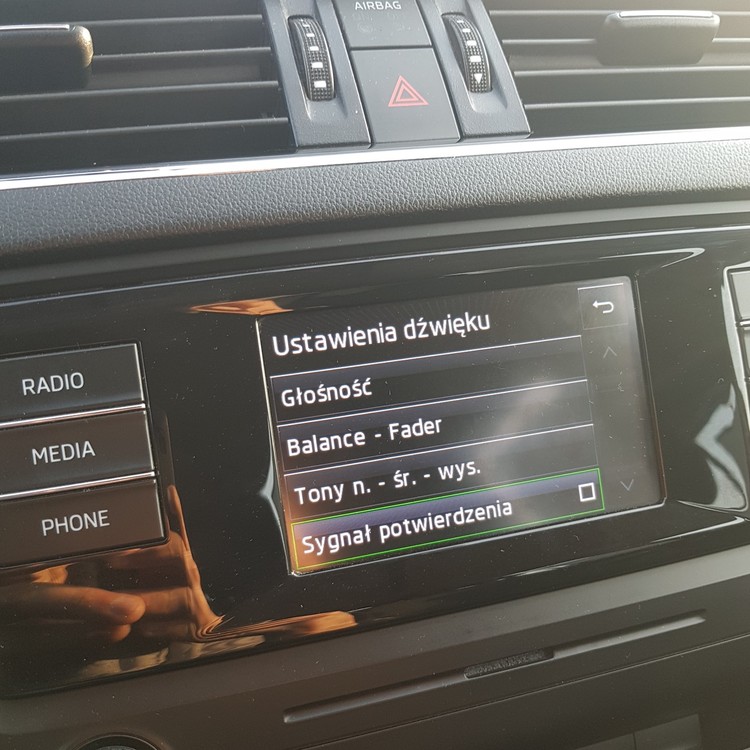 AIRBAG
Ustawienia dźwięku
Głośność
Balance - Fader
Tony n. - śr. - wys.
Sygnał potwierdzenia
RADIO
MEDIA
PHONE